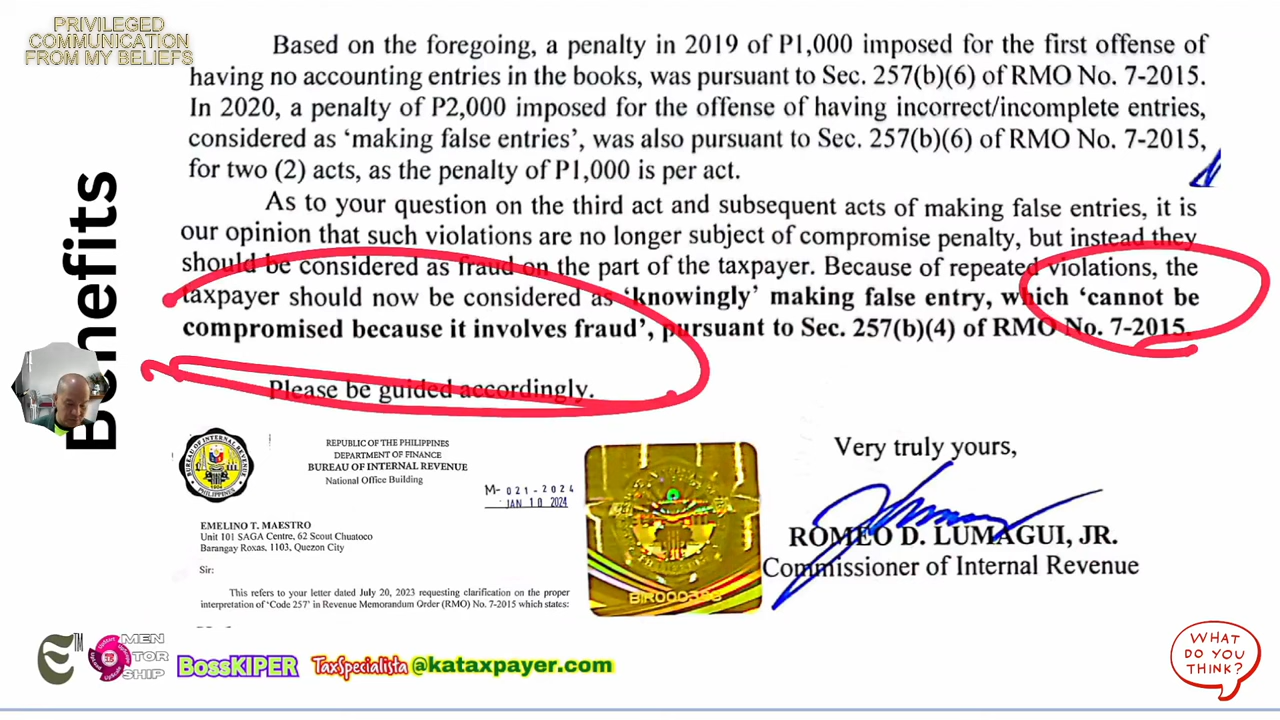 PRIVILEGED
COMMUNICATION
FROM MY BELIEFS
Benefits
Based on the foregoing, a penalty in 2019 of P1,000 imposed for the first offense of
having no accounting entries in the books, was pursuant to Sec. 257(b)(6) of RMO No. 7-2015.
In 2020, a penalty of P2,000 imposed for the offense of having incorrect/incomplete entries,
considered as ‘making false entries’, was also pursuant to Sec. 257(b)(6) of RMO No. 7-2015,
for two (2) acts, as the penalty of P1,000 is per act.
As to your question on the third act and subsequent acts of making false entries, it is
our opinion that such violations are no longer subject of compromise penalty, but instead they
should be considered as fraud on the part of the taxpayer. Because of repeated violations, the
taxpayer should now be considered as ‘knowingly’ making false entry, which ‘cannot be
compromised because it involves fraud’, pursuant to Sec. 257(b)(4) of RMO No. 7-2015.
Please be guided accordingly.
REPUBLIC OF THE PHILIPPINES
DEPARTMENT OF FINANCE
BUREAU OF INTERNAL REVENUE
National Office Building
M-021-2024
JAN 10 2024
EMELINO T. MAESTRO
Unit 101 SAGA Centre, 62 Scout Chuatoco
Barangay Roxas, 1103, Quezon City
Sir:
This refers to your letter dated July 20, 2023 requesting clarification on the proper
interpretation of ‘Code 257’ in Revenue Memorandum Order (RMO) No. 7-2015 which states:
Very truly yours,
ROMEO D. LUMAGUI, JR.
Commissioner of Internal Revenue
TM
MEN
TOR
SHIP
BossKIPER
TaxSpecialista @kataxpayer.com
WHAT
DO YOU
THINK?